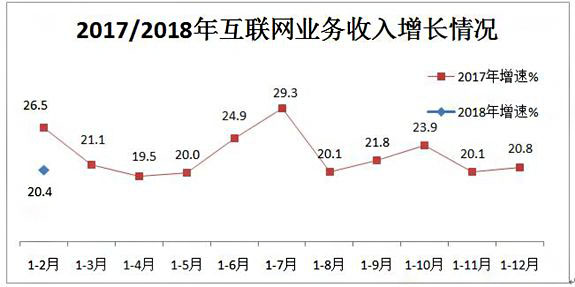 2017/2018年互联网业务收入增长情况
2017年增速%
2018年增速%
26.5
21.1
19.5
20.0
24.9
29.3
20.1
21.8
23.9
20.1
20.8
20.4
1-2月
1-3月
1-4月
1-5月
1-6月
1-7月
1-8月
1-9月
1-10月
1-11月
1-12月